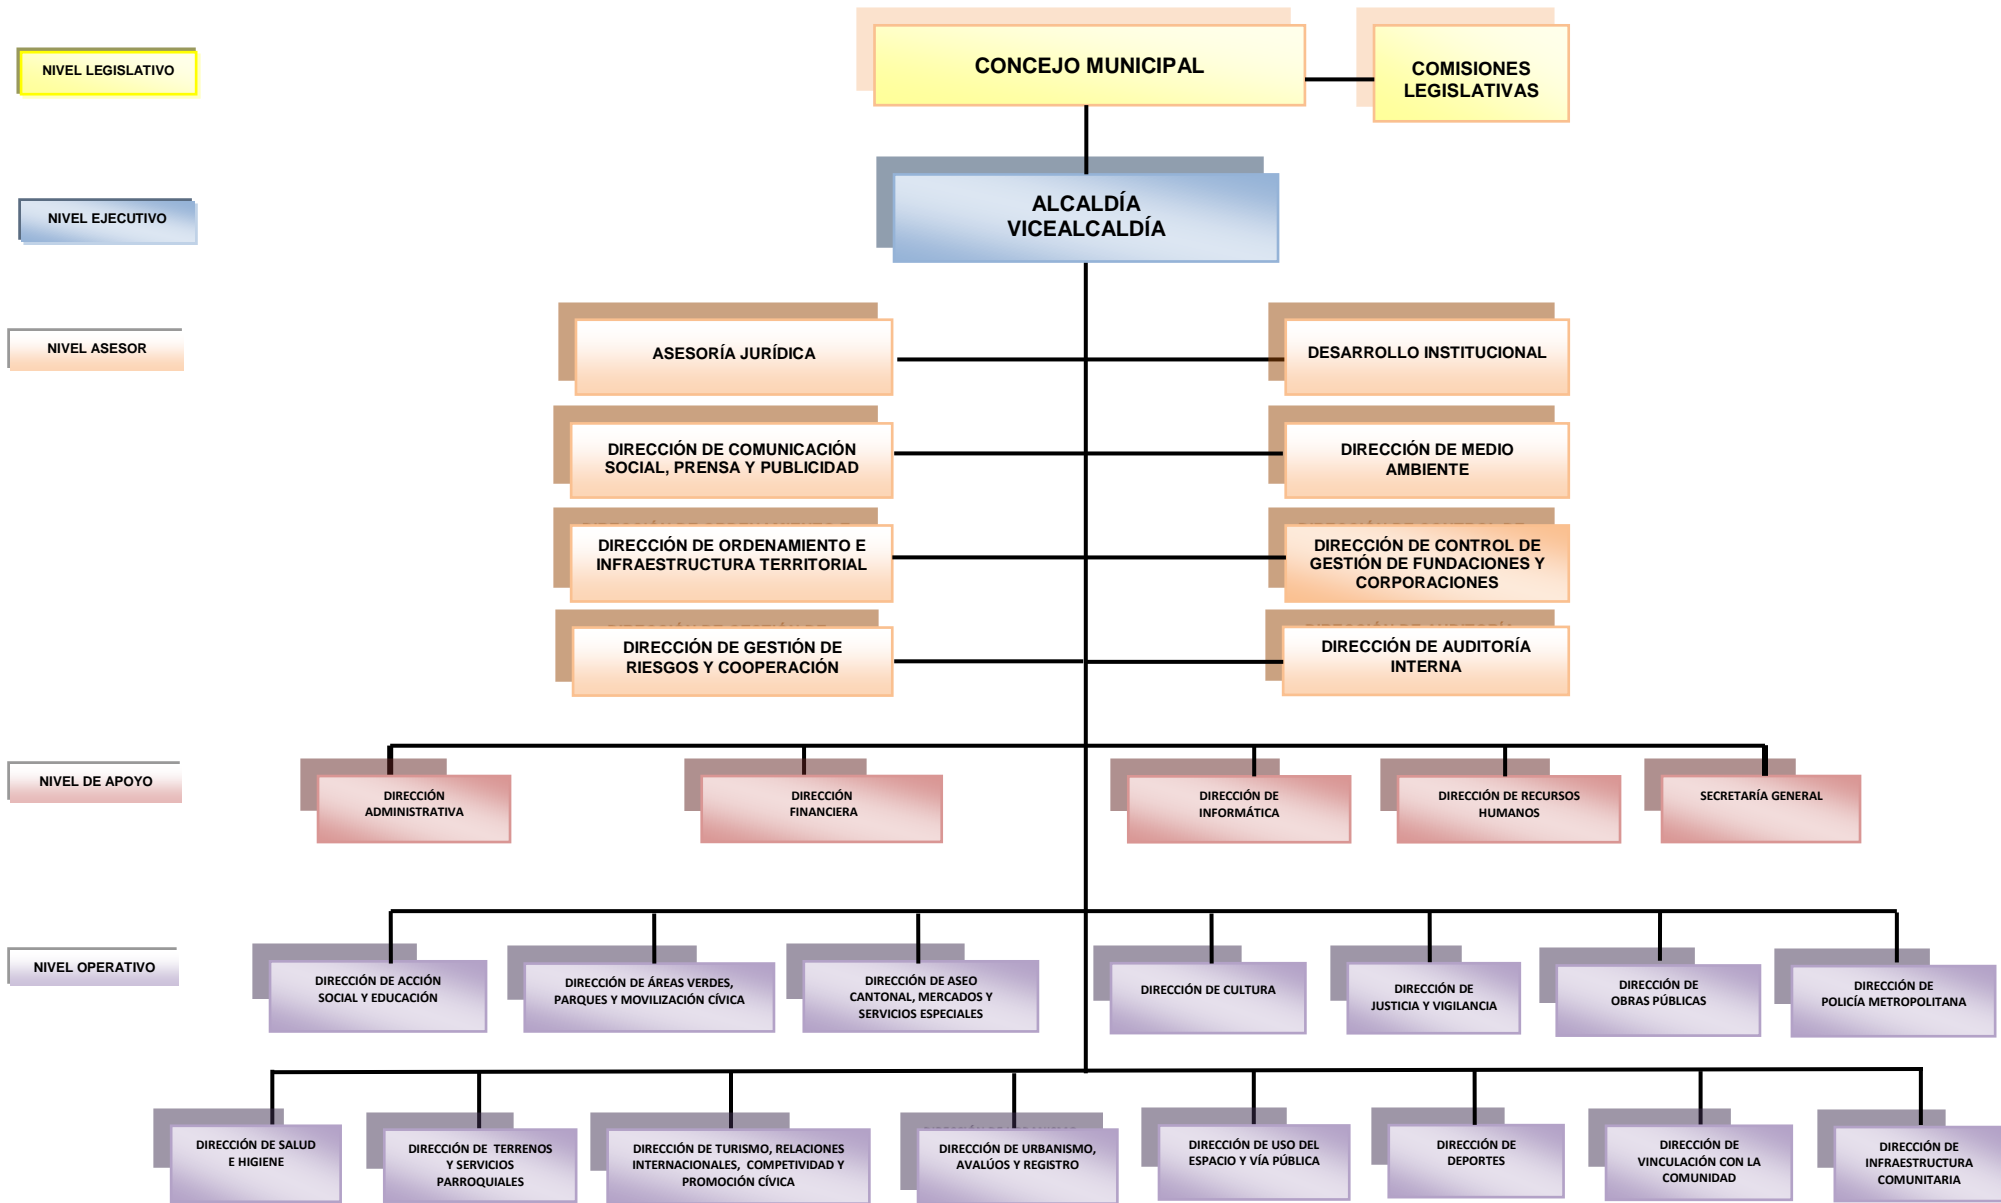 NIVEL LEGISLATIVO
CONCEJO MUNICIPAL
COMISIONES
LEGISLATIVAS
NIVEL EJECUTIVO
ALCALDÍA
VICEALCALDÍA
NIVEL ASESOR
ASESORÍA JURÍDICA
DESARROLLO INSTITUCIONAL
DIRECCIÓN DE COMUNICACIÓN
SOCIAL, PRENSA Y PUBLICIDAD
DIRECCIÓN DE MEDIO
AMBIENTE
DIRECCIÓN DE ORDENAMIENTO E
INFRAESTRUCTURA TERRITORIAL
DIRECCIÓN DE CONTROL DE
GESTIÓN DE FUNDACIONES Y
CORPORACIONES
DIRECCIÓN DE GESTIÓN DE
RIESGOS Y COOPERACIÓN
DIRECCIÓN DE AUDITORÍA
INTERNA
NIVEL DE APOYO
DIRECCIÓN
ADMINISTRATIVA
DIRECCIÓN
FINANCIERA
DIRECCIÓN DE
INFORMÁTICA
DIRECCIÓN DE RECURSOS
HUMANOS
SECRETARÍA GENERAL
NIVEL OPERATIVO
DIRECCIÓN DE ACCIÓN
SOCIAL Y EDUCACIÓN
DIRECCIÓN DE ÁREAS VERDES,
PARQUES Y MOVILIZACIÓN CÍVICA
DIRECCIÓN DE ASEO
CANTONAL, MERCADOS Y
SERVICIOS ESPECIALES
DIRECCIÓN DE CULTURA
DIRECCIÓN DE
JUSTICIA Y VIGILANCIA
DIRECCIÓN DE
OBRAS PÚBLICAS
DIRECCIÓN DE
POLICÍA METROPOLITANA
DIRECCIÓN DE SALUD
E HIGIENE
DIRECCIÓN DE TERRENOS
Y SERVICIOS
PARROQUIALES
DIRECCIÓN DE TURISMO, RELACIONES
INTERNACIONALES, COMPETIVIDAD Y
PROMOCIÓN CÍVICA
DIRECCIÓN DE URBANISMO,
AVALÚOS Y REGISTRO
DIRECCIÓN DE USO DEL
ESPACIO Y VÍA PÚBLICA
DIRECCIÓN DE
DEPORTES
DIRECCIÓN DE
VINCULACIÓN CON LA
COMUNIDAD
DIRECCIÓN DE
INFRAESTRUCTURA
COMUNITARIA